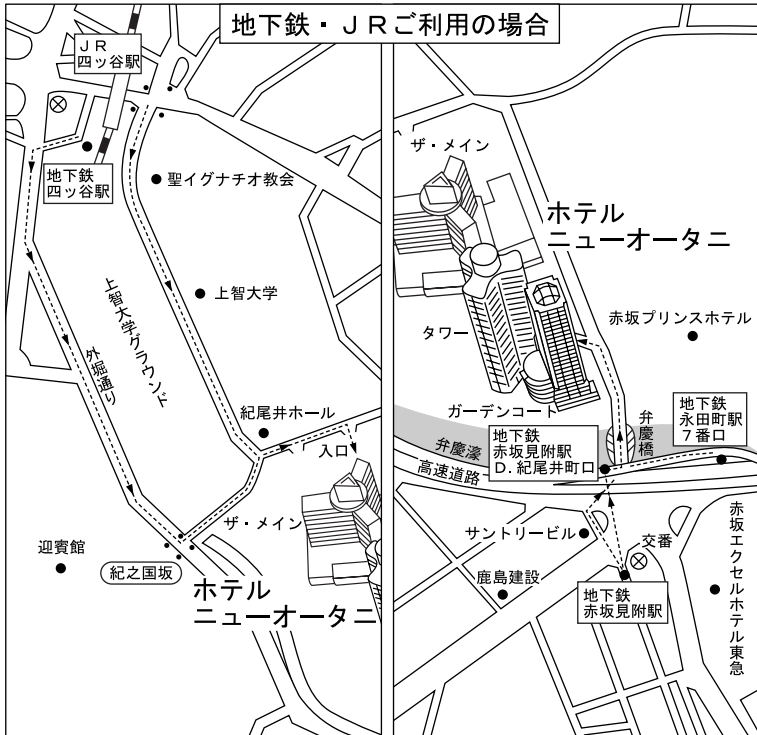 地下鉄・ＪＲご利用の場合
ＪＲ
四ッ谷駅
地下鉄
四ッ谷駅
聖イグナチオ教会
上智大学
上智大学グラウンド
外堀通り
紀尾井ホール
入口
ザ・メイン
迎賓館
紀之国坂
ホテル
ニューオータニ
ザ・メイン
ホテル
ニューオータニ
タワー
赤坂プリンスホテル
ガーデンコート
弁慶濠
高速道路
地下鉄
赤坂見附駅
Ｄ．紀尾井町口
弁慶橋
地下鉄
永田町駅
７番口
サントリービル
交番
鹿島建設
地下鉄
赤坂見附駅
赤坂エクセルホテル東急